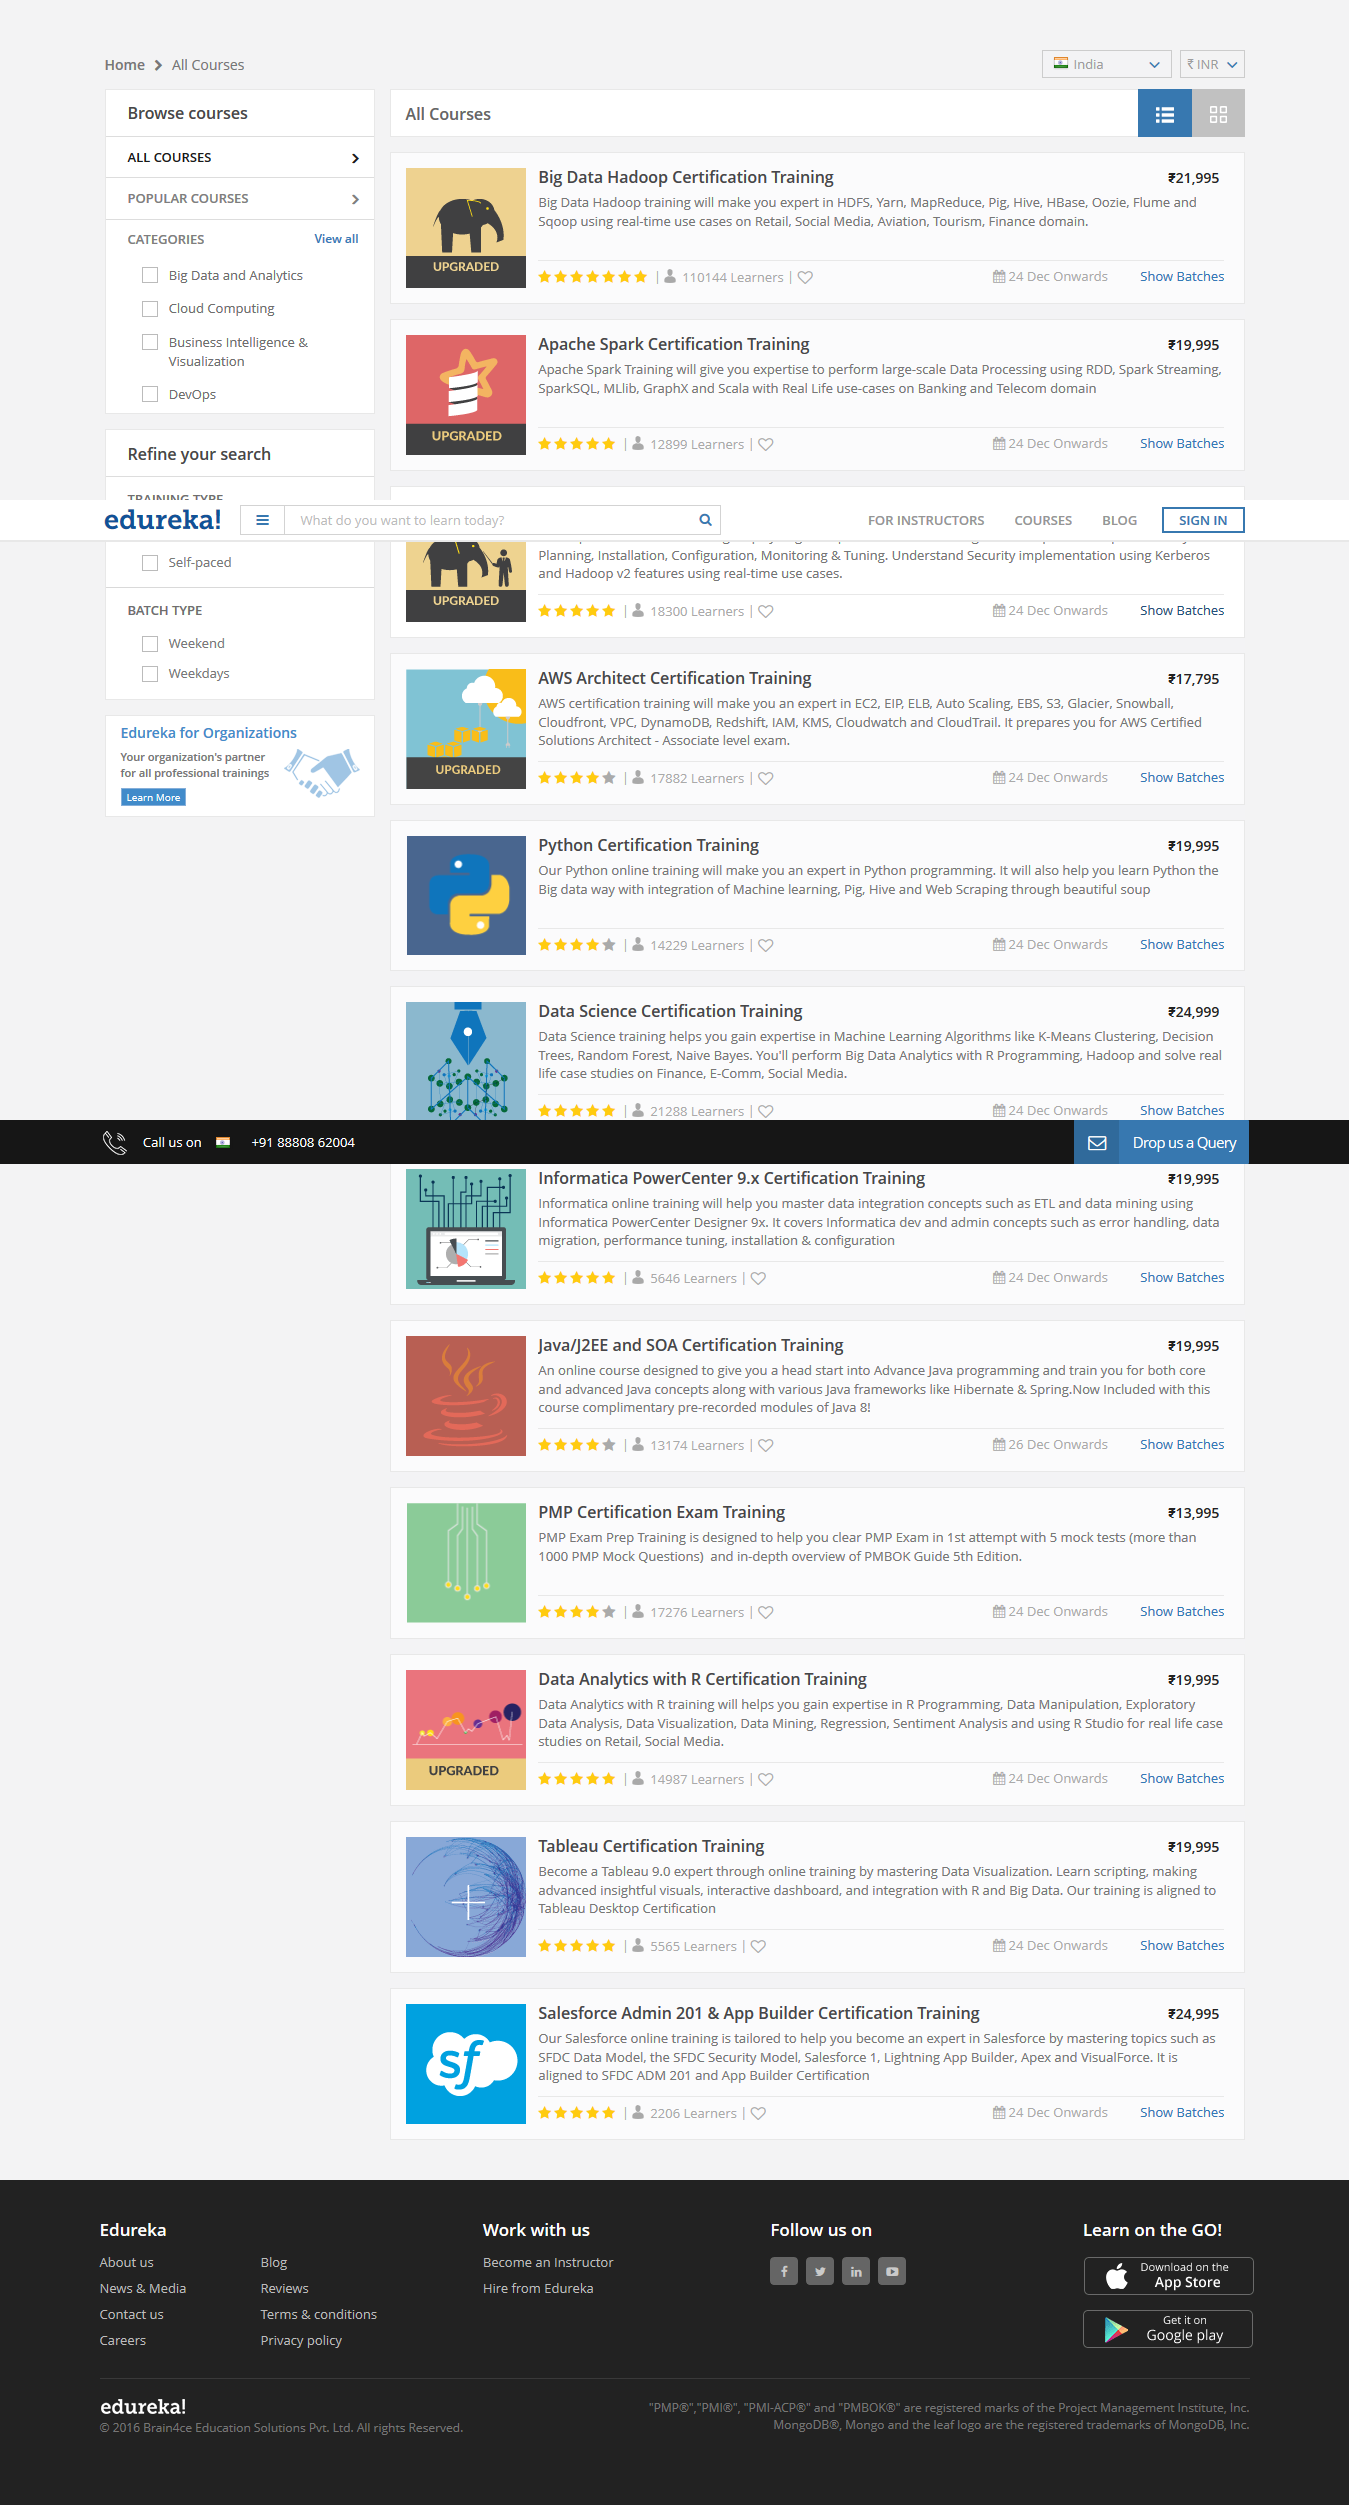 Home
All Courses
India
₹ INR
Browse courses
ALL COURSES
POPULAR COURSES
CATEGORIES
View all
Big Data and Analytics
Cloud Computing
Business Intelligence &
Visualization
DevOps
Refine your search
TRAINING TYPE
edureka!
What do you want to learn today?
FOR INSTRUCTORS
COURSES
BLOG
SIGN IN
Self-paced
BATCH TYPE
Weekend
Weekdays
Edureka for Organizations
Your organization's partner
for all professional trainings
Learn More
All Courses
UPGRADED
Big Data Hadoop Certification Training
₹21,995
Big Data Hadoop training will make you expert in HDFS, Yarn, MapReduce, Pig, Hive, HBase, Oozie, Flume and
Sqoop using real-time use cases on Retail, Social Media, Aviation, Tourism, Finance domain.
| 110144 Learners |
24 Dec Onwards
Show Batches
UPGRADED
Apache Spark Certification Training
₹19,995
Apache Spark Training will give you expertise to perform large-scale Data Processing using RDD, Spark Streaming,
SparkSQL, MLlib, GraphX and Scala with Real Life use-cases on Banking and Telecom domain
| 12899 Learners |
24 Dec Onwards
Show Batches
UPGRADED
Planning, Installation, Configuration, Monitoring & Tuning. Understand Security implementation using Kerberos
and Hadoop v2 features using real-time use cases.
| 18300 Learners |
24 Dec Onwards
Show Batches
UPGRADED
AWS Architect Certification Training
₹17,795
AWS certification training will make you an expert in EC2, EIP, ELB, Auto Scaling, EBS, S3, Glacier, Snowball,
Cloudfront, VPC, DynamoDB, Redshift, IAM, KMS, Cloudwatch and CloudTrail. It prepares you for AWS Certified
Solutions Architect - Associate level exam.
| 17882 Learners |
24 Dec Onwards
Show Batches
Python Certification Training
₹19,995
Our Python online training will make you an expert in Python programming. It will also help you learn Python the
Big data way with integration of Machine learning, Pig, Hive and Web Scraping through beautiful soup
| 14229 Learners |
24 Dec Onwards
Show Batches
Data Science Certification Training
₹24,999
Data Science training helps you gain expertise in Machine Learning Algorithms like K-Means Clustering, Decision
Trees, Random Forest, Naive Bayes. You'll perform Big Data Analytics with R Programming, Hadoop and solve real
life case studies on Finance, E-Comm, Social Media.
| 21288 Learners |
24 Dec Onwards
Show Batches
Call us on
+91 88808 62004
Drop us a Query
Informatica PowerCenter 9.x Certification Training
₹19,995
Informatica online training will help you master data integration concepts such as ETL and data mining using
Informatica PowerCenter Designer 9x. It covers Informatica dev and admin concepts such as error handling, data
migration, performance tuning, installation & configuration
| 5646 Learners |
24 Dec Onwards
Show Batches
Java/J2EE and SOA Certification Training
₹19,995
An online course designed to give you a head start into Advance Java programming and train you for both core
and advanced Java concepts along with various Java frameworks like Hibernate & Spring.Now Included with this
course complimentary pre-recorded modules of Java 8!
| 13174 Learners |
26 Dec Onwards
Show Batches
PMP Certification Exam Training
₹13,995
PMP Exam Prep Training is designed to help you clear PMP Exam in 1st attempt with 5 mock tests (more than
1000 PMP Mock Questions) and in-depth overview of PMBOK Guide 5th Edition.
| 17276 Learners |
24 Dec Onwards
Show Batches
UPGRADED
Data Analytics with R Certification Training
₹19,995
Data Analytics with R training will helps you gain expertise in R Programming, Data Manipulation, Exploratory
Data Analysis, Data Visualization, Data Mining, Regression, Sentiment Analysis and using R Studio for real life case
studies on Retail, Social Media.
| 14987 Learners |
24 Dec Onwards
Show Batches
Tableau Certification Training
₹19,995
Become a Tableau 9.0 expert through online training by mastering Data Visualization. Learn scripting, making
advanced insightful visuals, interactive dashboard, and integration with R and Big Data. Our training is aligned to
Tableau Desktop Certification
| 5565 Learners |
24 Dec Onwards
Show Batches
sf
Salesforce Admin 201 & App Builder Certification Training
₹24,995
Our Salesforce online training is tailored to help you become an expert in Salesforce by mastering topics such as
SFDC Data Model, the SFDC Security Model, Salesforce 1, Lightning App Builder, Apex and VisualForce. It is
aligned to SFDC ADM 201 and App Builder Certification
| 2206 Learners |
24 Dec Onwards
Show Batches
Edureka
About us
News & Media
Contact us
Careers
Blog
Reviews
Terms & conditions
Privacy policy
Work with us
Become an Instructor
Hire from Edureka
Follow us on
Learn on the GO!
Download on the
App Store
Get it on
Google play
edureka!
© 2016 Brain4ce Education Solutions Pvt. Ltd. All rights Reserved.
"PMP®","PMI®", "PMI-ACP®" and "PMBOK®" are registered marks of the Project Management Institute, Inc.
MongoDB®, Mongo and the leaf logo are the registered trademarks of MongoDB, Inc.